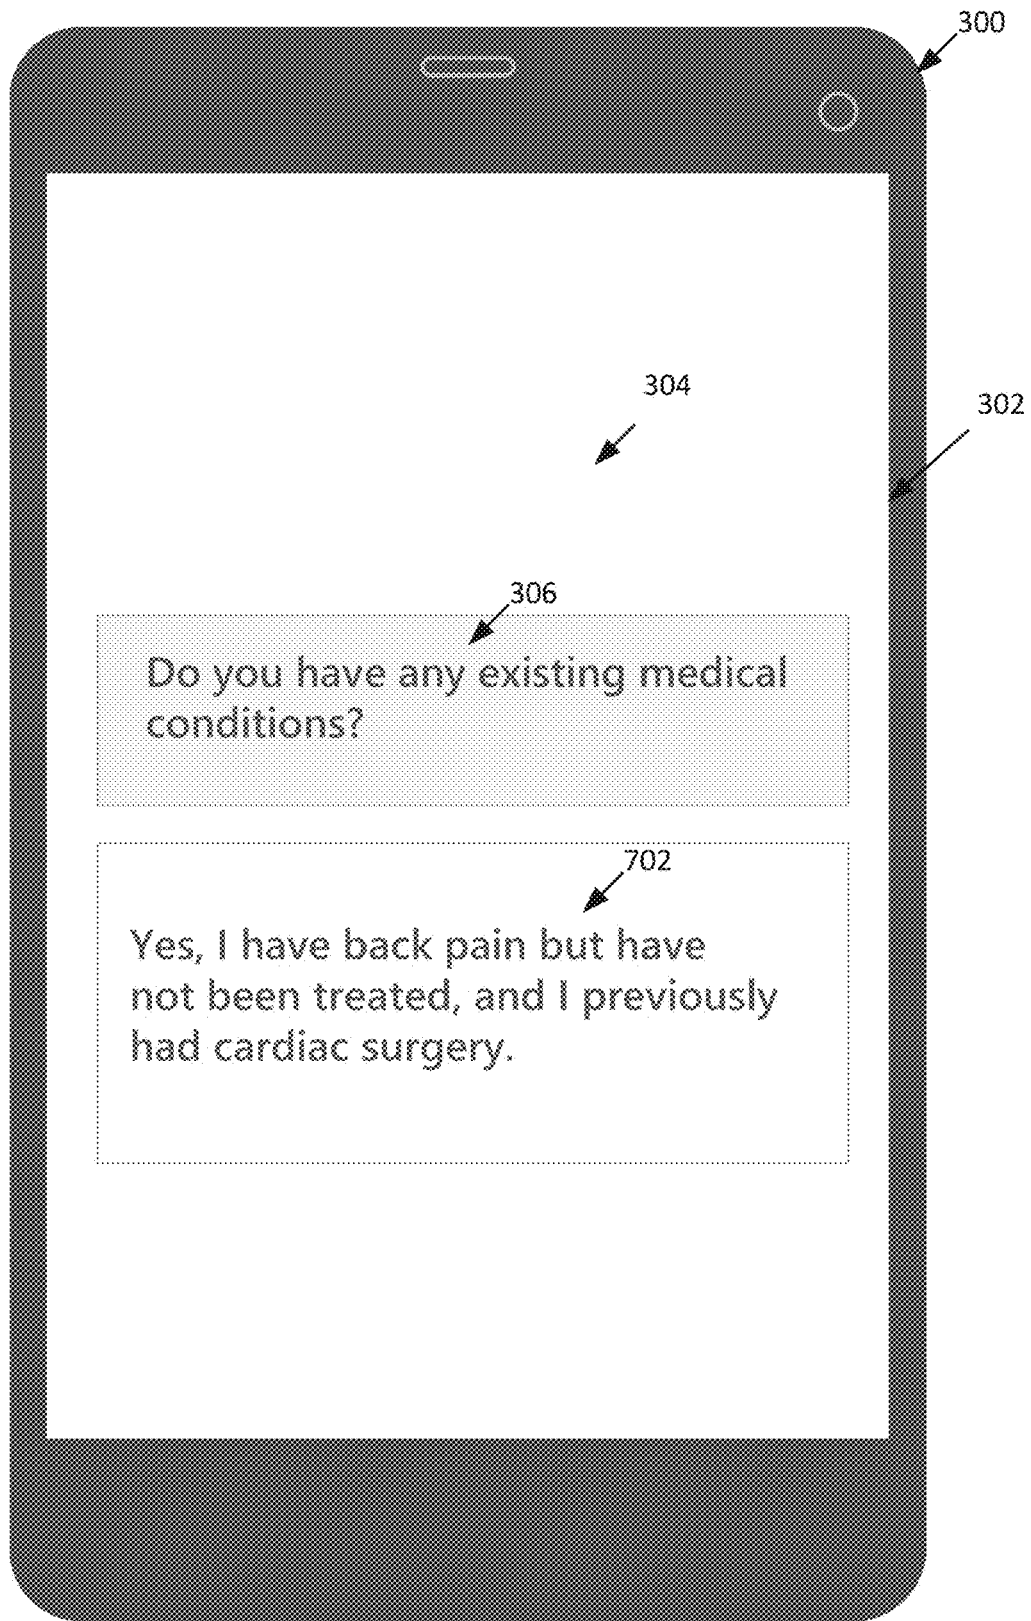 300
304
302
306
Do you have any existing medical
conditions?
702
Yes, I have back pain but have
not been treated, and I previously
had cardiac surgery.